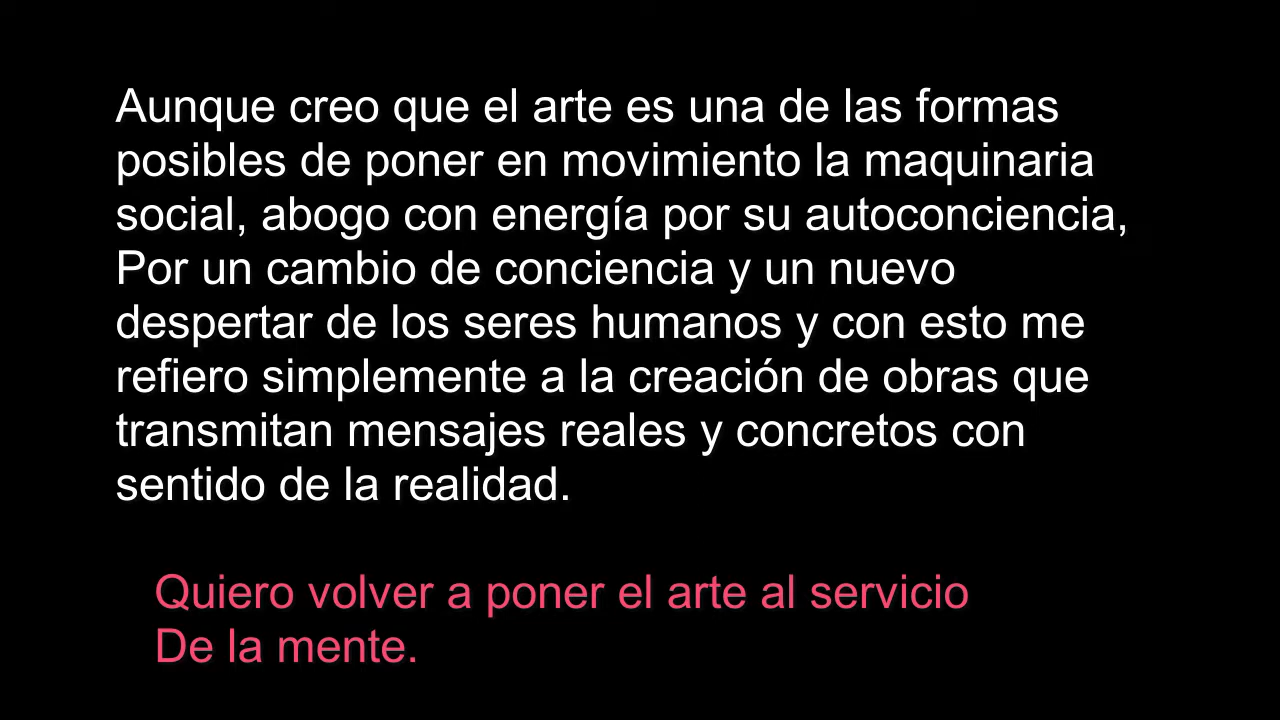 Aunque creo que el arte es una de las formas
posibles de poner en movimiento la maquinaria
social, abogo con energía por su autoconciencia,
Por un cambio de conciencia y un nuevo
despertar de los seres humanos y con esto me
refiero simplemente a la creación de obras que
transmitan mensajes reales y concretos con
sentido de la realidad.
Quiero volver a poner el arte al servicio
De la mente.